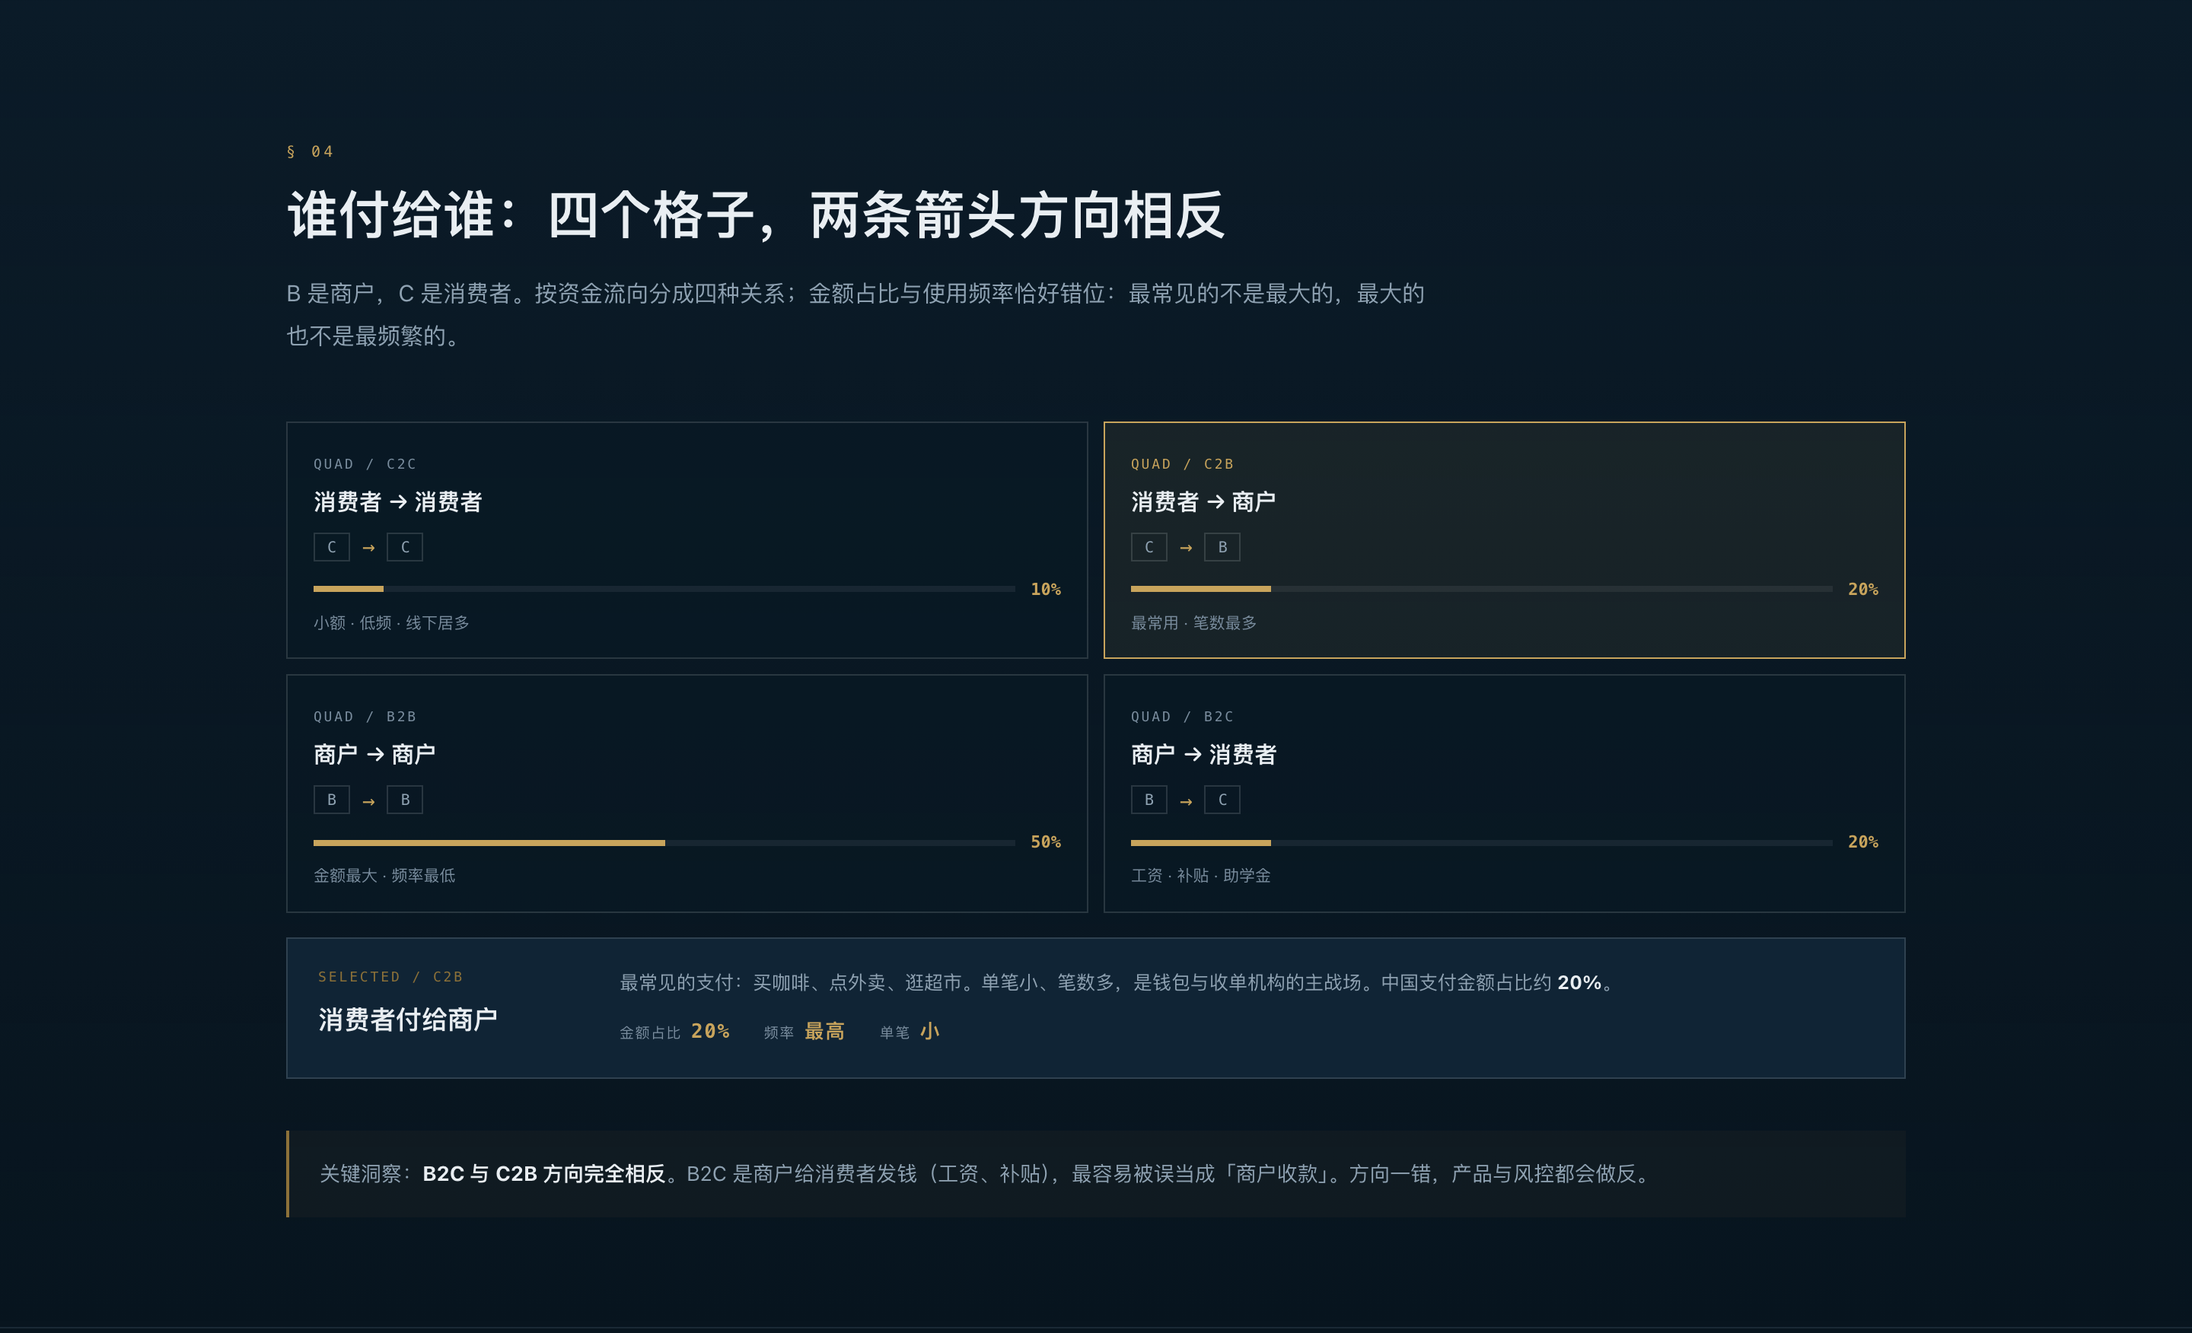 § 04
谁付给谁：四个格子，两条箭头方向相反
B 是商户，C 是消费者。按资金流向分成四种关系；金额占比与使用频率恰好错位：最常见的不是最大的，最大的
也不是最频繁的。
QUAD / C2C
消费者 → 消费者
C → C
10%
小额 · 低频 · 线下居多
QUAD / C2B
消费者 → 商户
C → B
20%
最常用 · 笔数最多
QUAD / B2B
商户 → 商户
B → B
50%
金额最大 · 频率最低
QUAD / B2C
商户 → 消费者
B → C
20%
工资 · 补贴 · 助学金
SELECTED / C2B
消费者付给商户
最常见的支付：买咖啡、点外卖、逛超市。单笔小、笔数多，是钱包与收单机构的主战场。中国支付金额占比约 20%。
金额占比 20% 频率 最高 单笔 小
关键洞察：B2C 与 C2B 方向完全相反。B2C 是商户给消费者发钱（工资、补贴），最容易被误当成「商户收款」。方向一错，产品与风控都会做反。